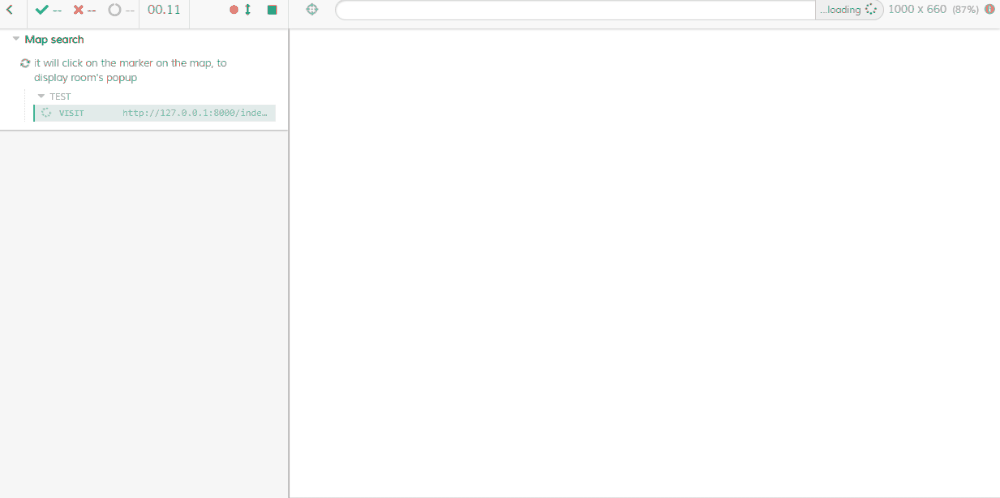 -- -- -- 00.11 ...loading 1000 x 660 (87%)
Map search
it will click on the marker on the map, to
display room's popup
TEST
VISIT http://127.0.0.1:8000/inde...